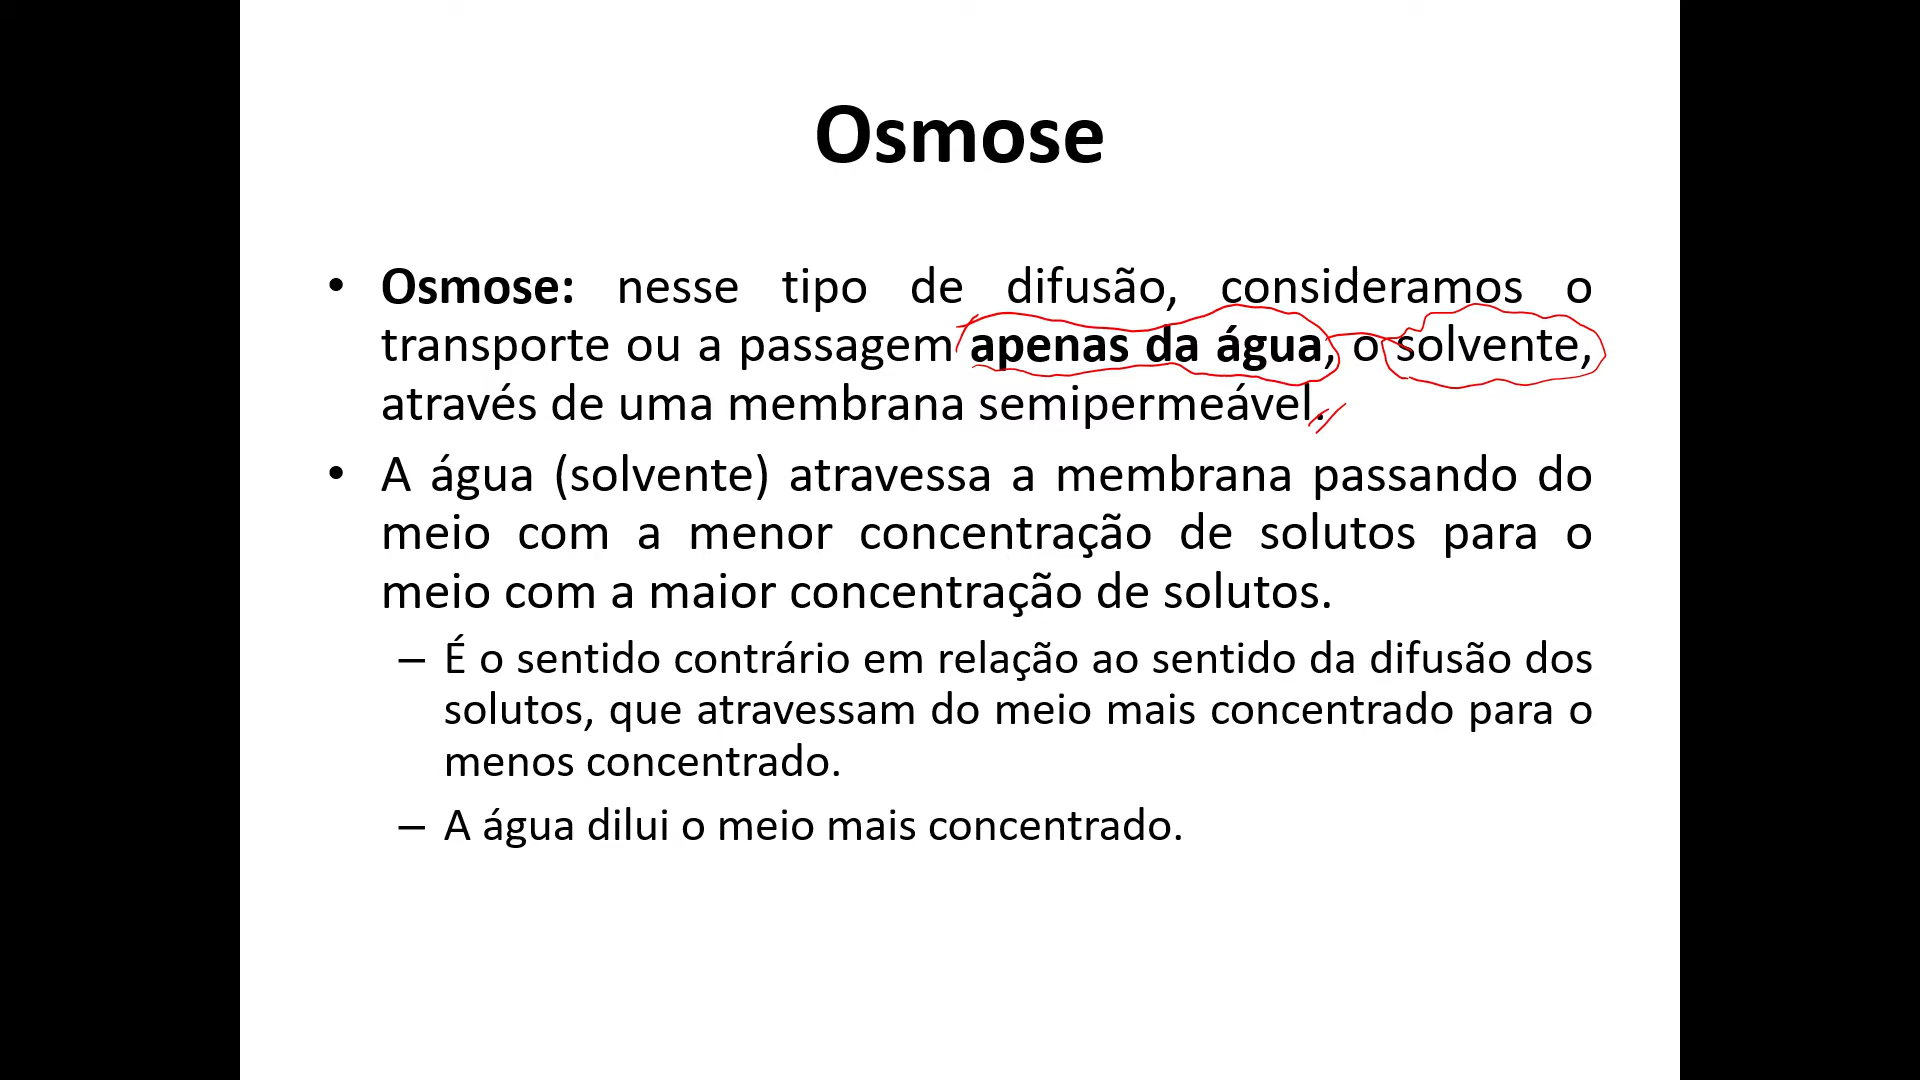 Osmose
• Osmose: nesse tipo de difusão, consideramos o
transporte ou a passagem apenas da água, o solvente,
através de uma membrana semipermeável.
• A água (solvente) atravessa a membrana passando do
meio com a menor concentração de solutos para o
meio com a maior concentração de solutos.
– É o sentido contrário em relação ao sentido da difusão dos
solutos, que atravessam do meio mais concentrado para o
menos concentrado.
– A água dilui o meio mais concentrado.